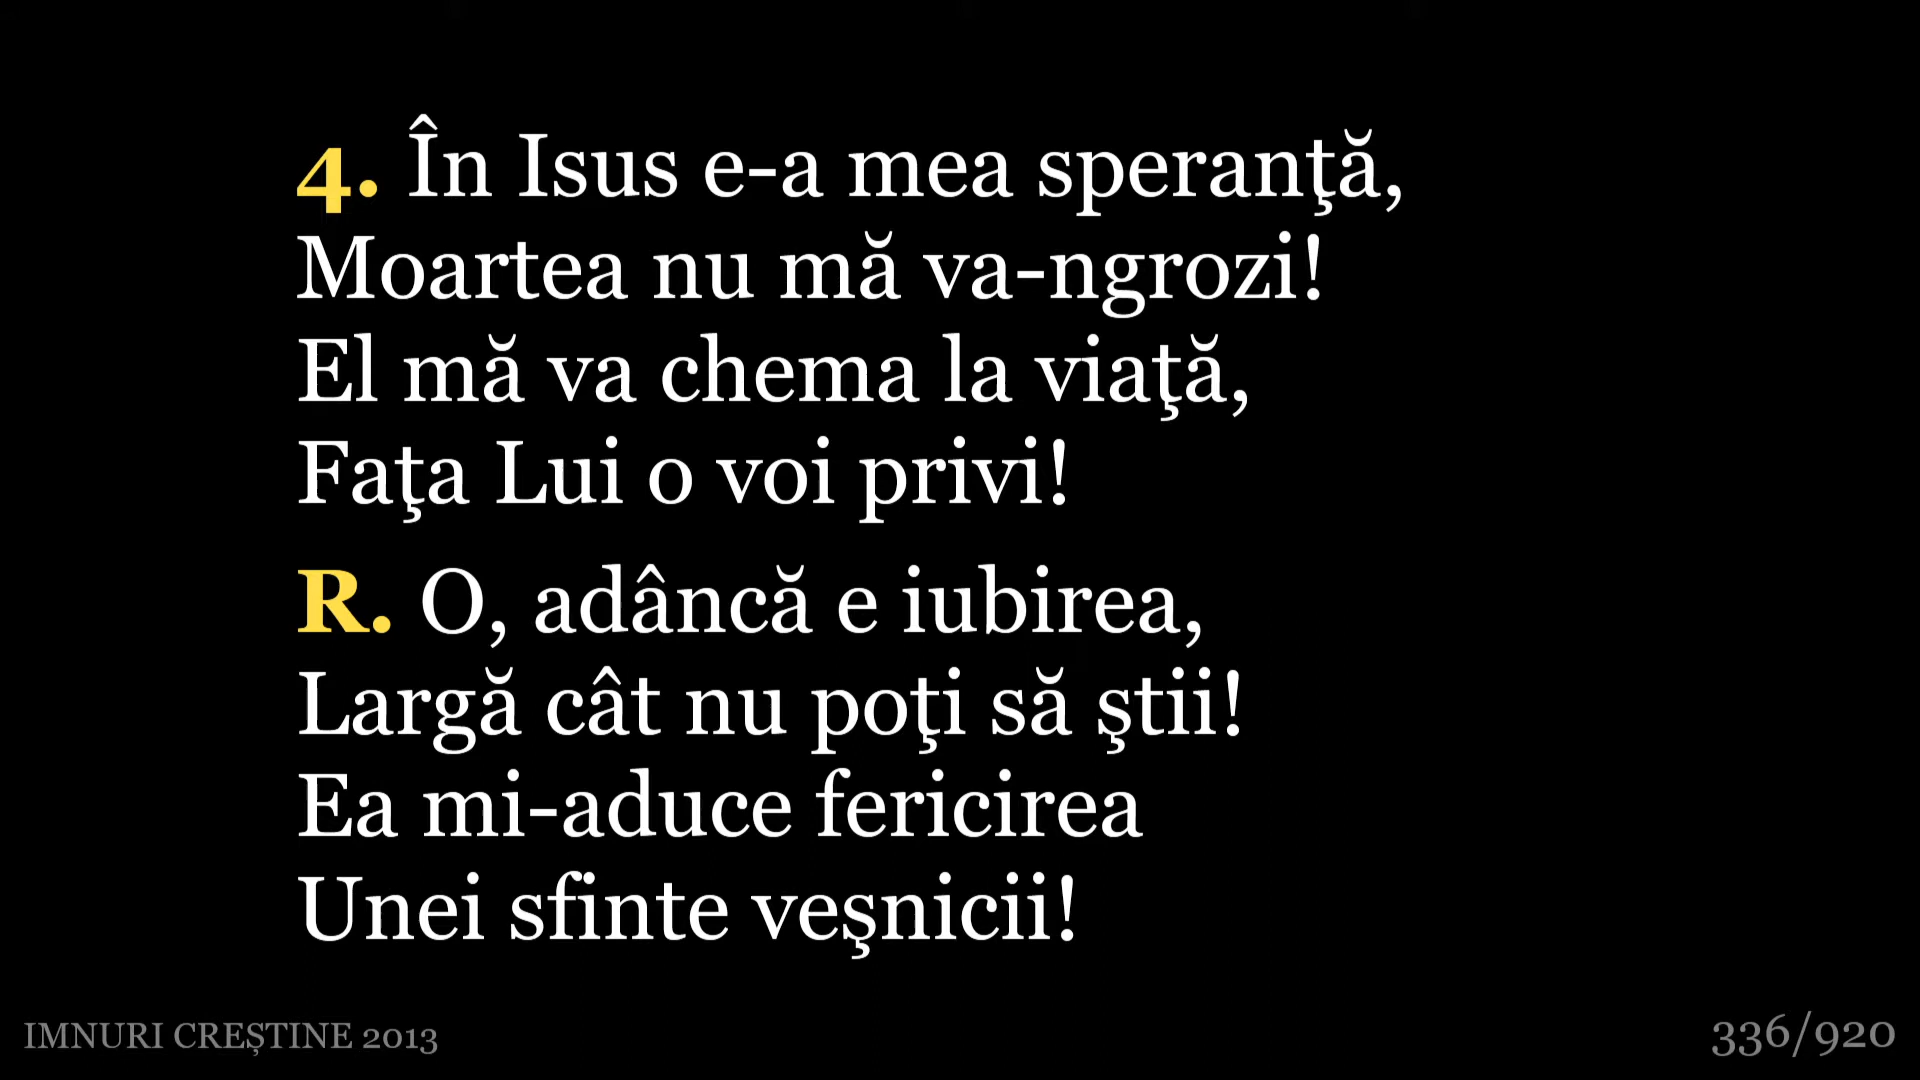 4. În Isus e-a mea speranţă,
Moartea nu mă va-ngrozi!
El mă va chema la viaţă,
Faţa Lui o voi privi!
R. O, adâncă e iubirea,
Largă cât nu poţi să ştii!
Ea mi-aduce fericirea
Unei sfinte veşnicii!
IMNURI CREȘTINE 2013
336/920